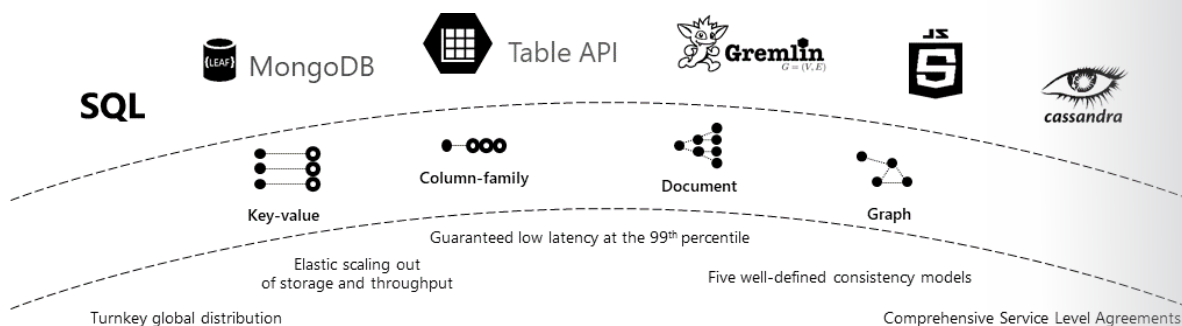 SQL
{LEAF}
MongoDB
Table API
Gremlin
G = (V, E)
JS
5
cassandra
Key-value
Column-family
Document
Graph
Guaranteed low latency at the 99th percentile
Elastic scaling out
of storage and throughput
Five well-defined consistency models
Turnkey global distribution
Comprehensive Service Level Agreements